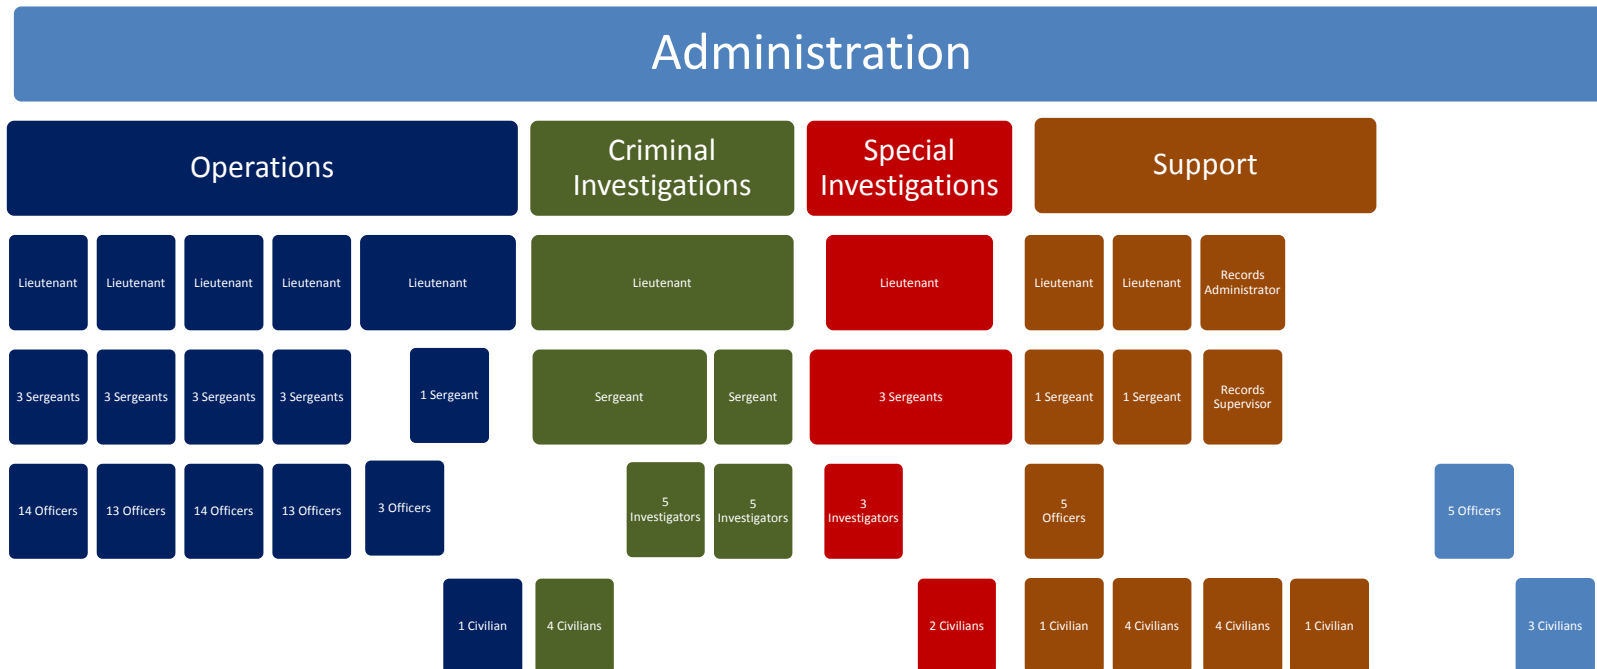 Administration
Operations
Criminal
Investigations
Special
Investigations
Support
Lieutenant
Lieutenant
Lieutenant
Lieutenant
Lieutenant
Lieutenant
Lieutenant
Lieutenant
Lieutenant
Records
Administrator
3 Sergeants
3 Sergeants
3 Sergeants
3 Sergeants
1 Sergeant
Sergeant
Sergeant
3 Sergeants
1 Sergeant
1 Sergeant
Records
Supervisor
14 Officers
13 Officers
14 Officers
13 Officers
3 Officers
5
Investigators
5
Investigators
3
Investigators
5
Officers
5 Officers
1 Civilian
4 Civilians
2 Civilians
1 Civilian
4 Civilians
4 Civilians
1 Civilian
3 Civilians